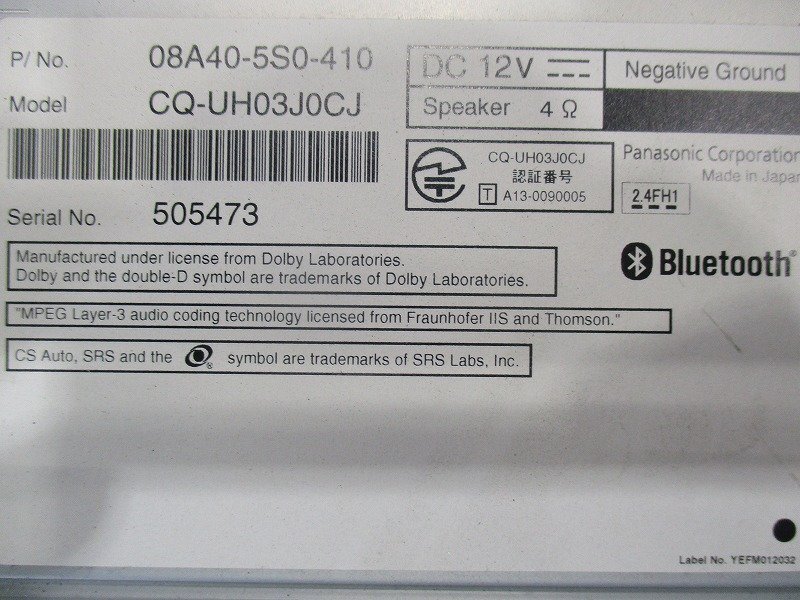 P/ No. 08A40-5S0-410
Model CQ-UH03J0CJ
DC 12V Negative Ground
Speaker 4 Ω
Serial No. 505473
CQ-UH03J0CJ
認証番号
T A13-0090005
Panasonic Corporation
Made in Japan
2.4FH1
Bluetooth®
Manufactured under license from Dolby Laboratories.
Dolby and the double-D symbol are trademarks of Dolby Laboratories.
"MPEG Layer-3 audio coding technology licensed from Fraunhofer IIS and Thomson."
CS Auto, SRS and the symbol are trademarks of SRS Labs, Inc.
Label No. YEFM012032